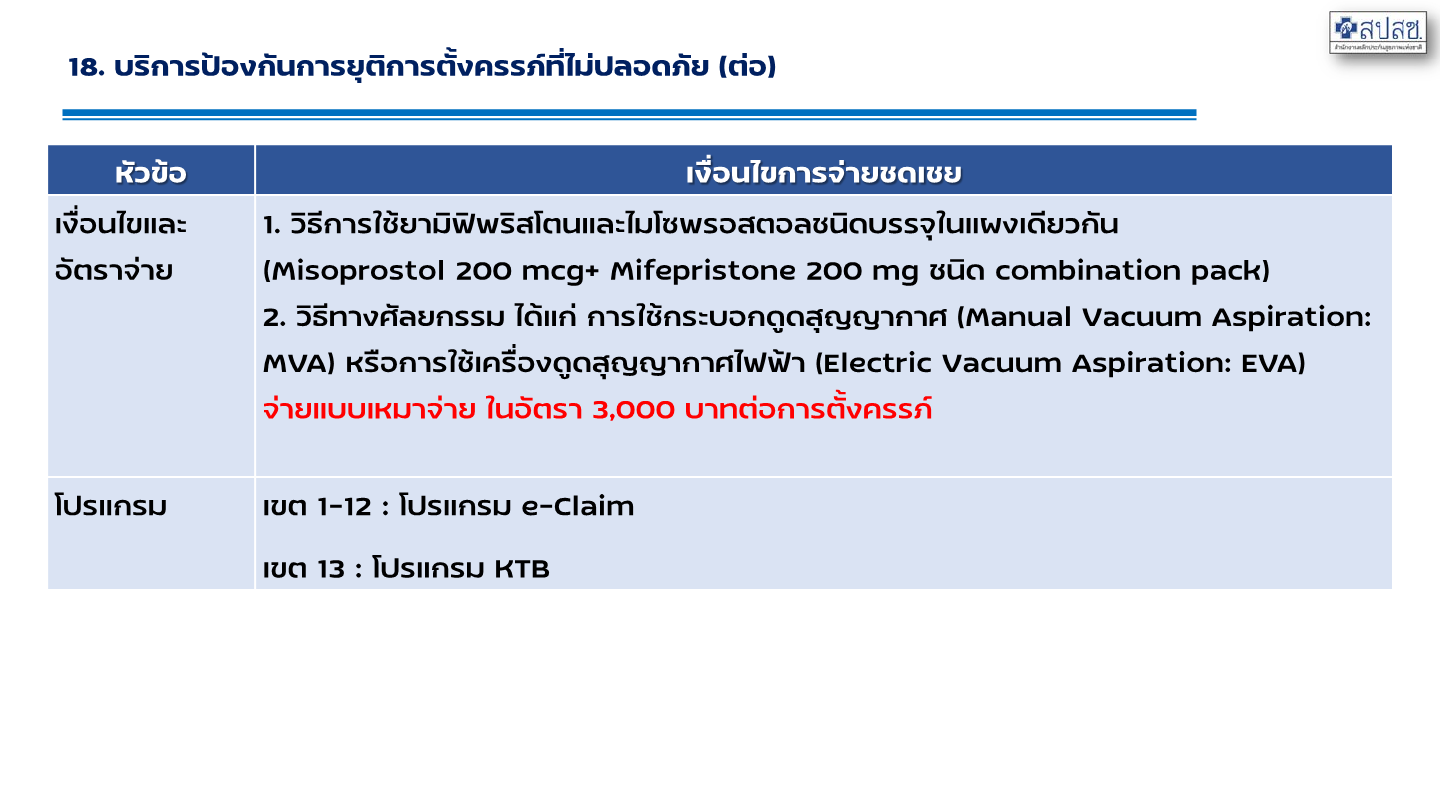 สปสช.
สำนักงานหลักประกันสุขภาพแห่งชาติ
18. บริการป้องกันการยุติการตั้งครรภ์ที่ไม่ปลอดภัย (ต่อ)
หัวข้อ
เงื่อนไขการจ่ายชดเชย
เงื่อนไขและ
อัตราจ่าย
1. วิธีการใช้ยามิฟิพริสโตนและไมโซพรอสตอลชนิดบรรจุในแผงเดียวกัน
(Misoprostol 200 mcg+ Mifepristone 200 mg ชนิด combination pack)
2. วิธีทางศัลยกรรม ได้แก่ การใช้กระบอกดูดสุญญากาศ (Manual Vacuum Aspiration:
MVA) หรือการใช้เครื่องดูดสุญญากาศไฟฟ้า (Electric Vacuum Aspiration: EVA)
จ่ายแบบเหมาจ่าย ในอัตรา 3,000 บาทต่อการตั้งครรภ์
โปรแกรม
เขต 1-12 : โปรแกรม e-Claim
เขต 13 : โปรแกรม KTB